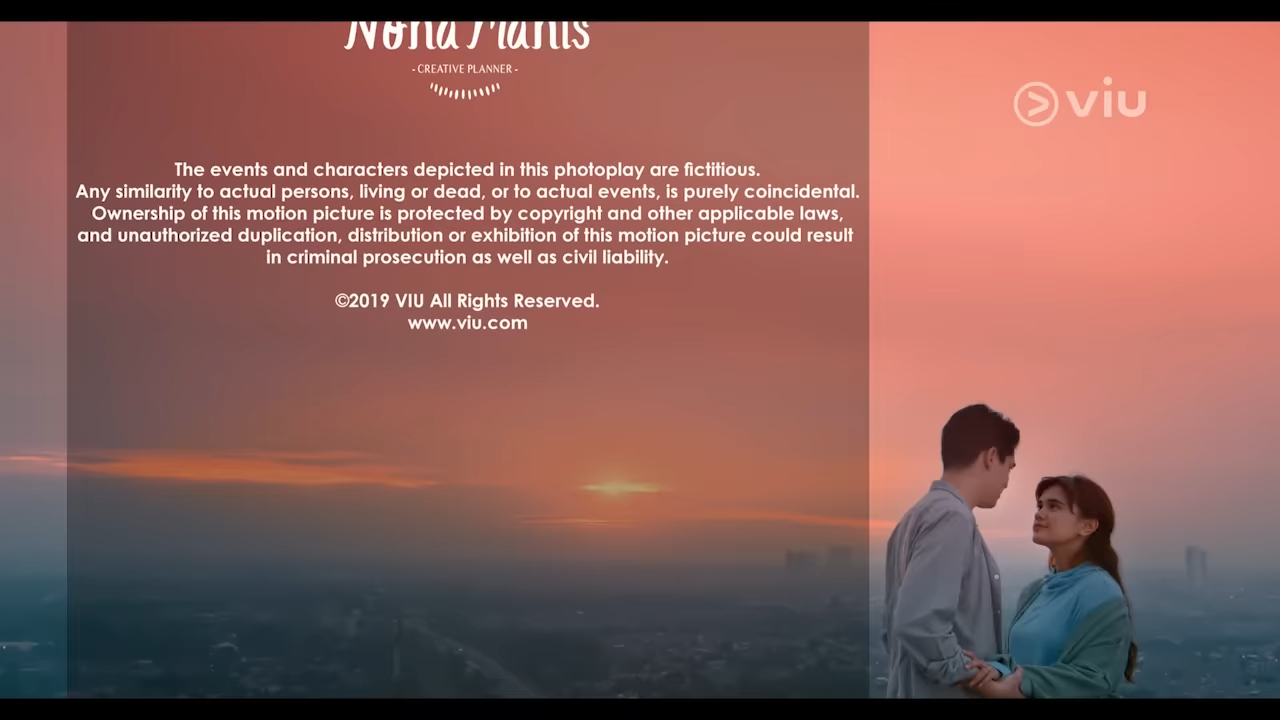 Nona Manis
- CREATIVE PLANNER -
viu
The events and characters depicted in this photoplay are fictitious.
Any similarity to actual persons, living or dead, or to actual events, is purely coincidental.
Ownership of this motion picture is protected by copyright and other applicable laws,
and unauthorized duplication, distribution or exhibition of this motion picture could result
in criminal prosecution as well as civil liability.
©2019 VIU All Rights Reserved.
www.viu.com